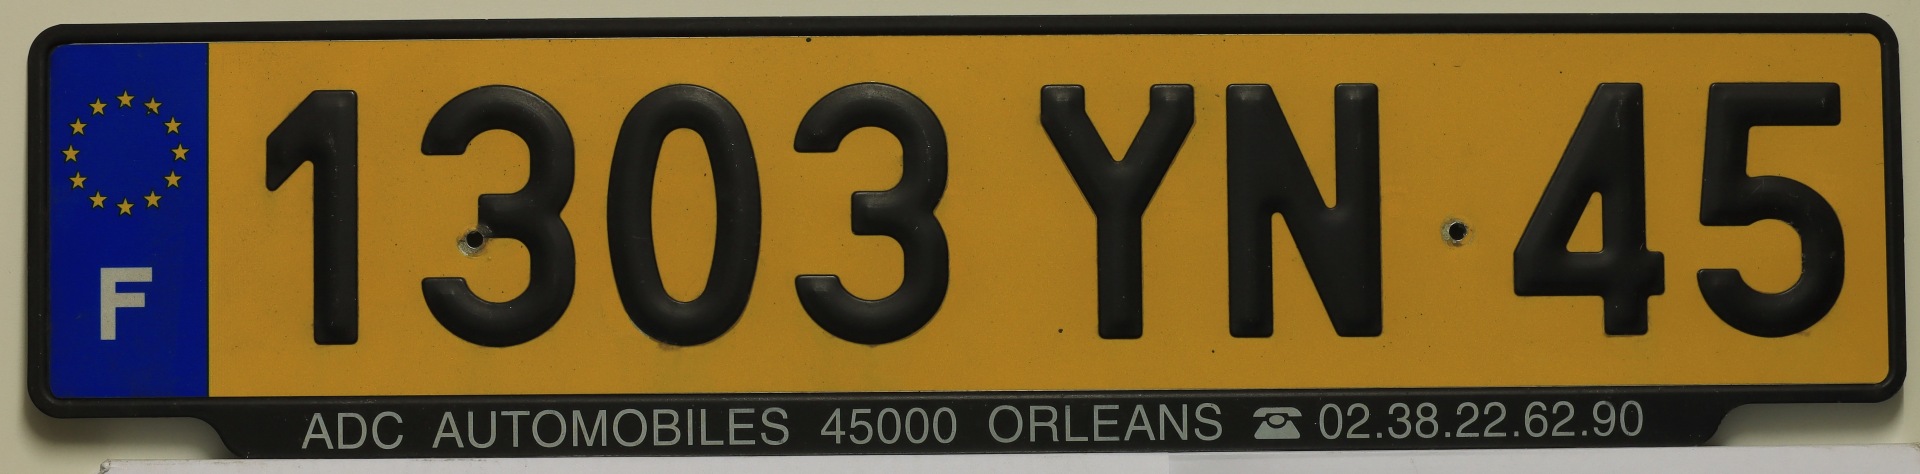 F
1303 YN 45
ADC AUTOMOBILES 45000 ORLEANS ☎ 02.38.22.62.90